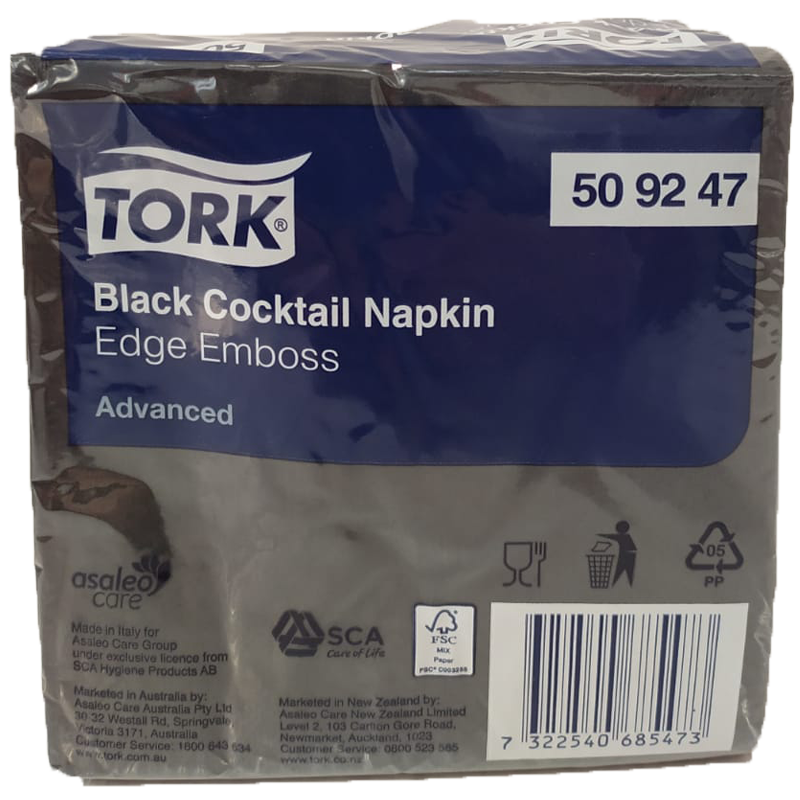 TORK
TORK®
50 92 47
Black Cocktail Napkin
Edge Emboss
Advanced
05
PP
asaleo
care
Made in Italy for
Asaleo Care Group
under exclusive licence from
SCA Hygiene Products AB
SCA
Care of Life
FSC
MIX
Paper
Marketed in Australia by:
Asaleo Care Australia Pty Ltd
30-32 Westall Rd, Springvale
Victoria 3171, Australia
Customer Service: 1800 643 634
www.tork.com.au
Marketed in New Zealand by:
Asaleo Care New Zealand Limited
Level 2, 103 Carlton Gore Road,
Newmarket, Auckland, 1023
Customer Service: 0800 523 565
www.tork.co.nz
7 322540 685473